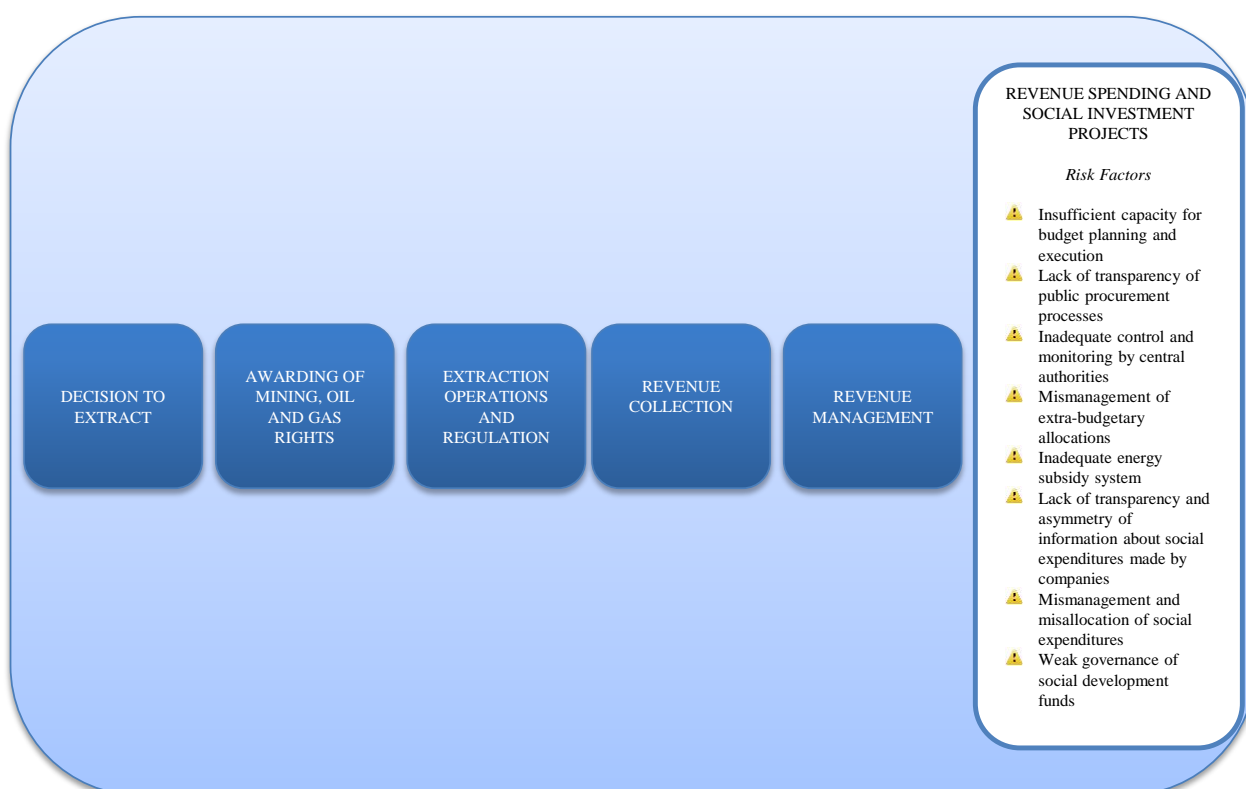 DECISION TO
EXTRACT
AWARDING OF
MINING, OIL
AND GAS
RIGHTS
EXTRACTION
OPERATIONS
AND
REGULATION
REVENUE
COLLECTION
REVENUE
MANAGEMENT
REVENUE SPENDING AND
SOCIAL INVESTMENT
PROJECTS
Risk Factors
Insufficient capacity for
budget planning and
execution
Lack of transparency of
public procurement
processes
Inadequate control and
monitoring by central
authorities
Mismanagement of
extra-budgetary
allocations
Inadequate energy
subsidy system
Lack of transparency and
asymmetry of
information about social
expenditures made by
companies
Mismanagement and
misallocation of social
expenditures
Weak governance of
social development
funds